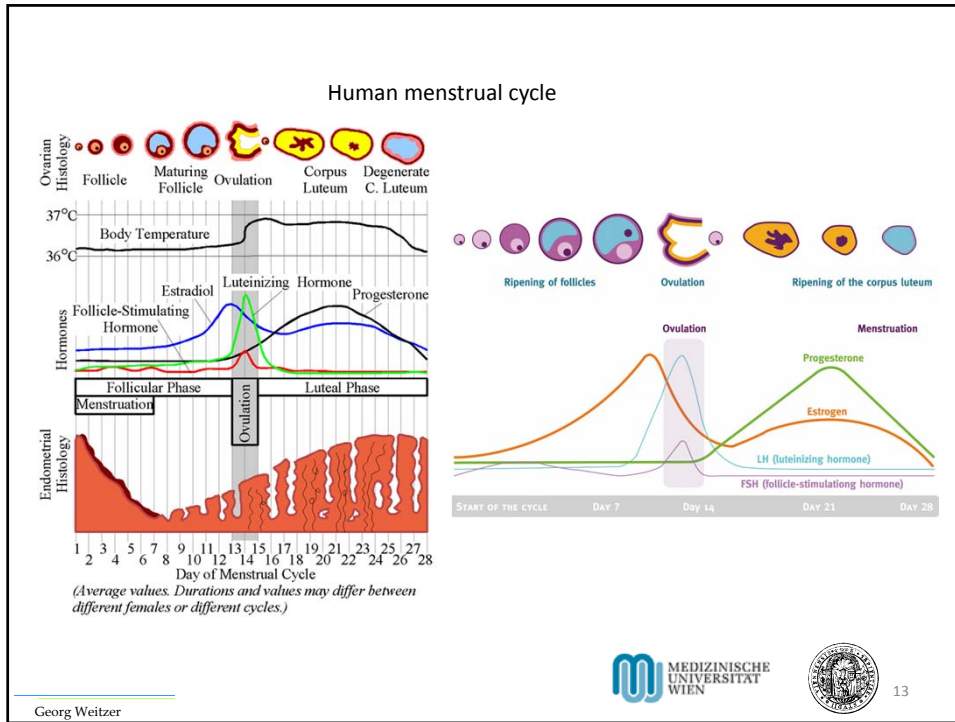 Human menstrual cycle
Ovarian
Histology
Follicle
Maturing
Follicle
Ovulation
Corpus
Luteum
Degenerate
C. Luteum
37°C
Body Temperature
36°C
Hormones
Estradiol
Luteinizing
Hormone
Progesterone
Follicle-Stimulating
Hormone
Follicular Phase
Luteal Phase
Menstruation
Ovulation
Endometrial
Histology
1 3 5 7 9 11 13 15 17 19 21 23 25 27
2 4 6 8 10 12 14 16 18 20 22 24 26 28
Day of Menstrual Cycle
(Average values. Durations and values may differ between
different females or different cycles.)
Ripening of follicles
Ovulation
Ripening of the corpus luteum
Ovulation
Menstruation
Progesterone
Estrogen
LH (luteinizing hormone)
FSH (follicle-stimulationg hormone)
START OF THE CYCLE DAY 7 DAY 14 DAY 21 DAY 28
MEDIZINISCHE
UNIVERSITÄT
WIEN
13
Georg Weitzer